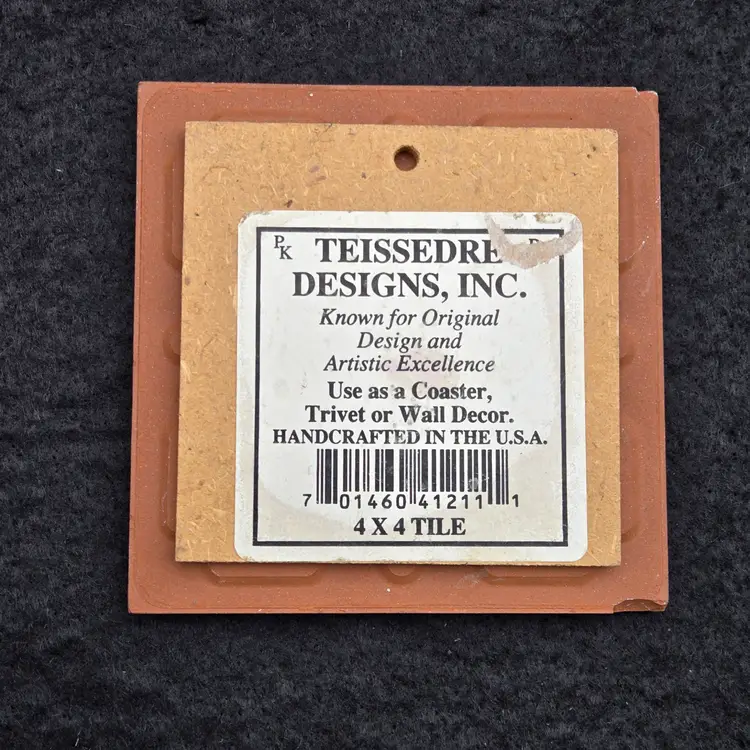 PK TEISSEDRE
DESIGNS, INC.
Known for Original
Design and
Artistic Excellence
Use as a Coaster,
Trivet or Wall Decor.
HANDCRAFTED IN THE U.S.A.
7 01460 41211 1
4 X 4 TILE